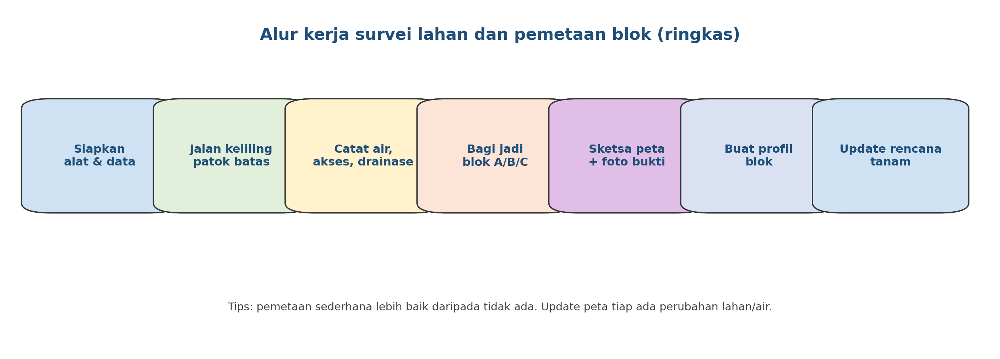 Alur kerja survei lahan dan pemetaan blok (ringkas)
Siapkan
alat & data
Jalan keliling
patok batas
Catat air,
akses, drainase
Bagi jadi
blok A/B/C
Sketsa peta
+ foto bukti
Buat profil
blok
Update rencana
tanam
Tips: pemetaan sederhana lebih baik daripada tidak ada. Update peta tiap ada perubahan lahan/air.